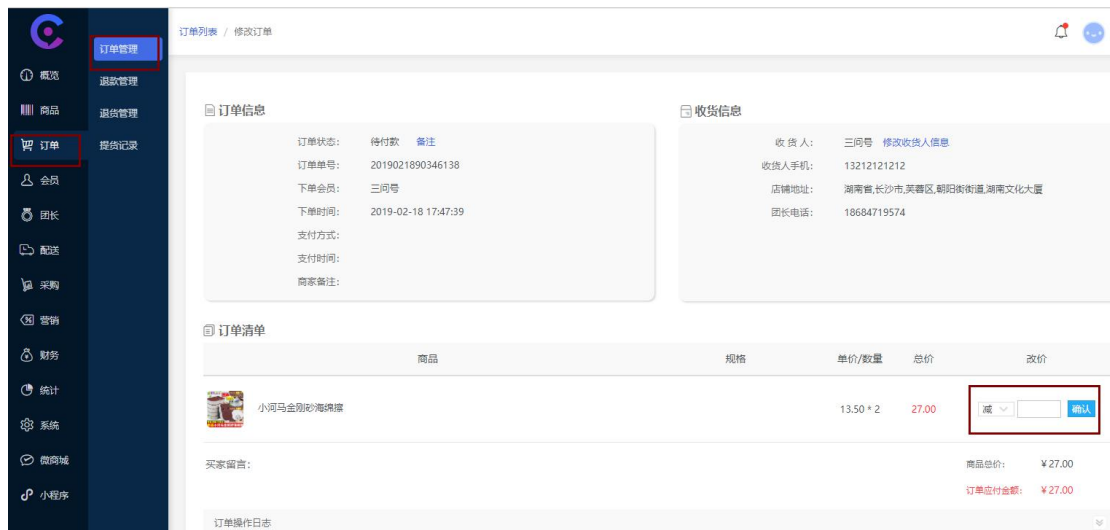 订单列表 / 修改订单
概览
商品
订单
会员
团长
配送
采购
营销
财务
统计
系统
微商城
小程序
订单管理
退款管理
退货管理
提货记录
订单信息
订单状态: 待付款 备注
订单单号: 2019021890346138
下单会员: 三问号
下单时间: 2019-02-18 17:47:39
支付方式:
支付时间:
商家备注:
收货信息
收 货 人: 三问号 修改收货人信息
收货人手机: 13212121212
店铺地址: 湖南省,长沙市,芙蓉区,朝阳街街道,湖南文化大厦
团长电话: 18684719574
订单清单
商品 规格 单价/数量 总价 改价
小河马金刚砂海绵擦 13.50 * 2 27.00 减 确认
买家留言:
商品总价: ¥27.00
订单应付金额: ¥27.00
订单操作日志